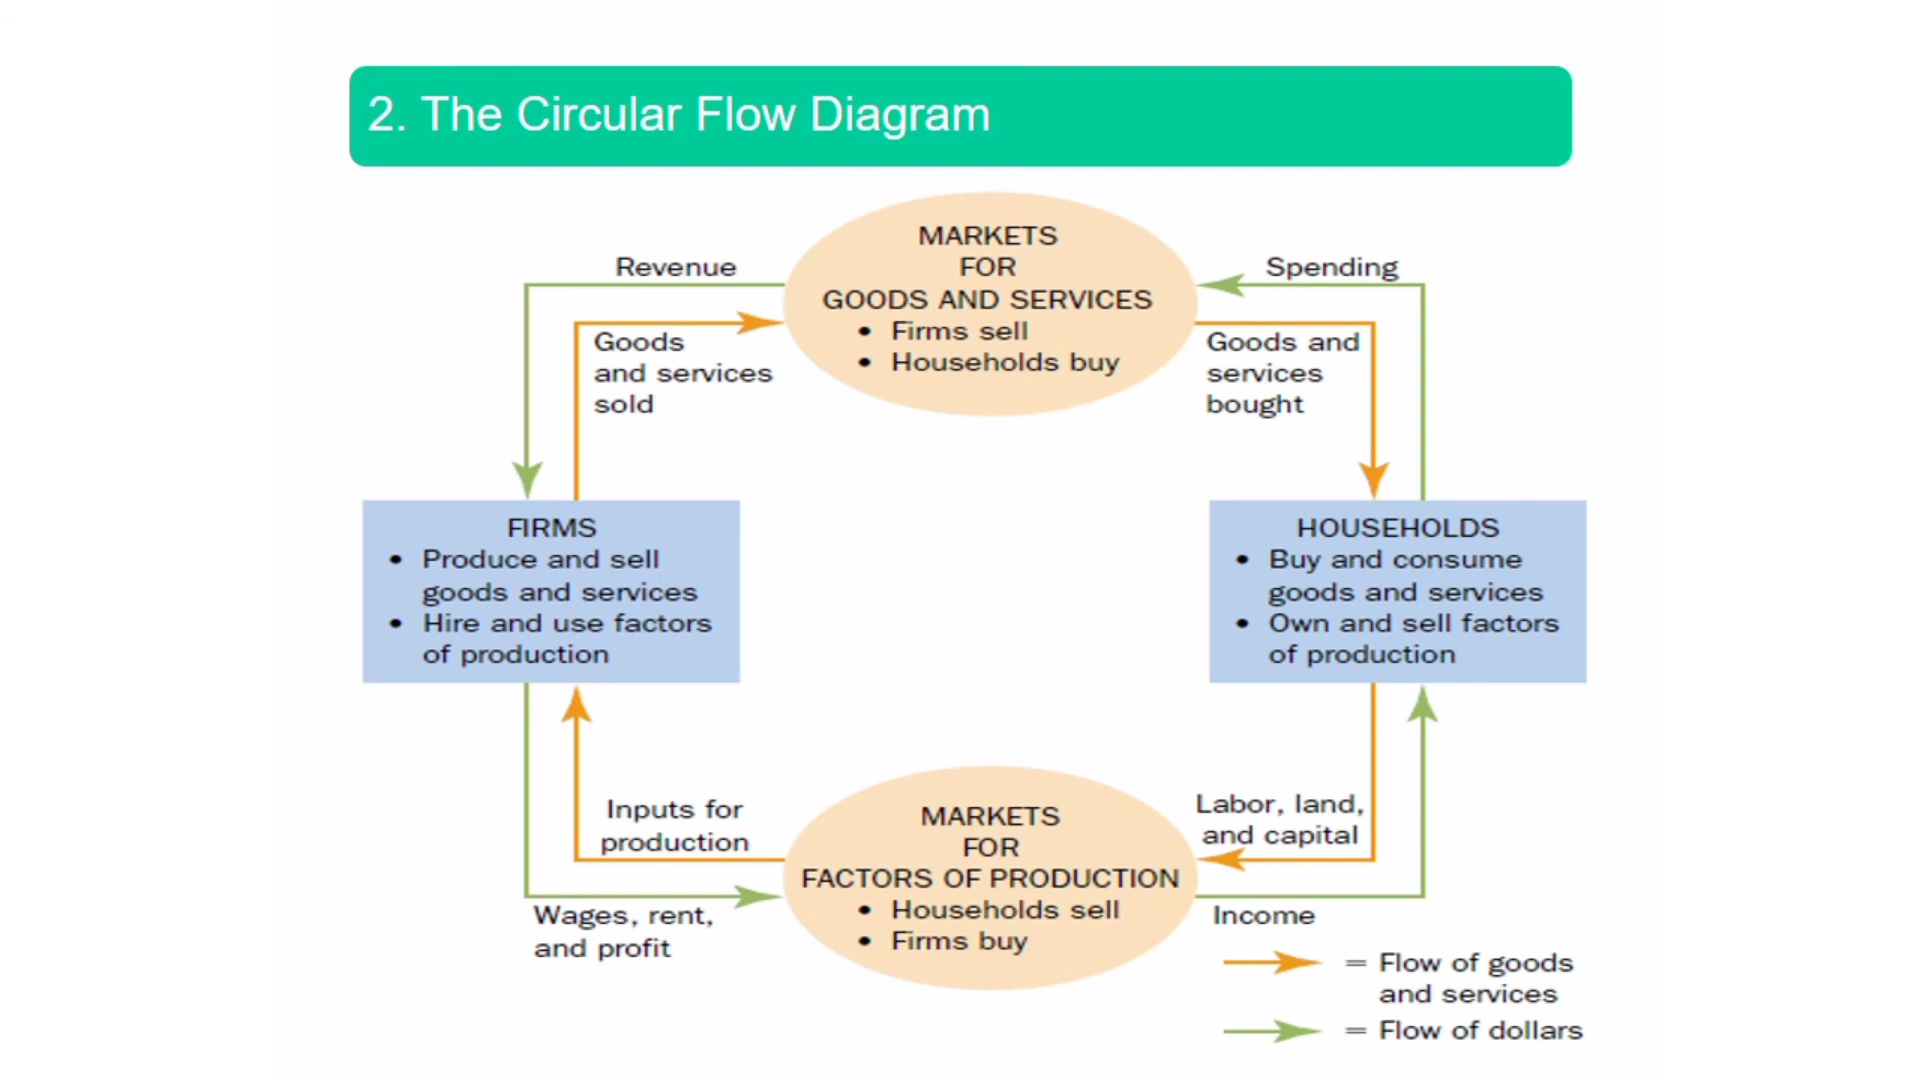 2. The Circular Flow Diagram
MARKETS
FOR
GOODS AND SERVICES
• Firms sell
• Households buy
Revenue
Spending
Goods
and services
sold
Goods and
services
bought
FIRMS
• Produce and sell
goods and services
• Hire and use factors
of production
HOUSEHOLDS
• Buy and consume
goods and services
• Own and sell factors
of production
Inputs for
production
Labor, land,
and capital
MARKETS
FOR
FACTORS OF PRODUCTION
• Households sell
• Firms buy
Wages, rent,
and profit
Income
= Flow of goods
and services
= Flow of dollars